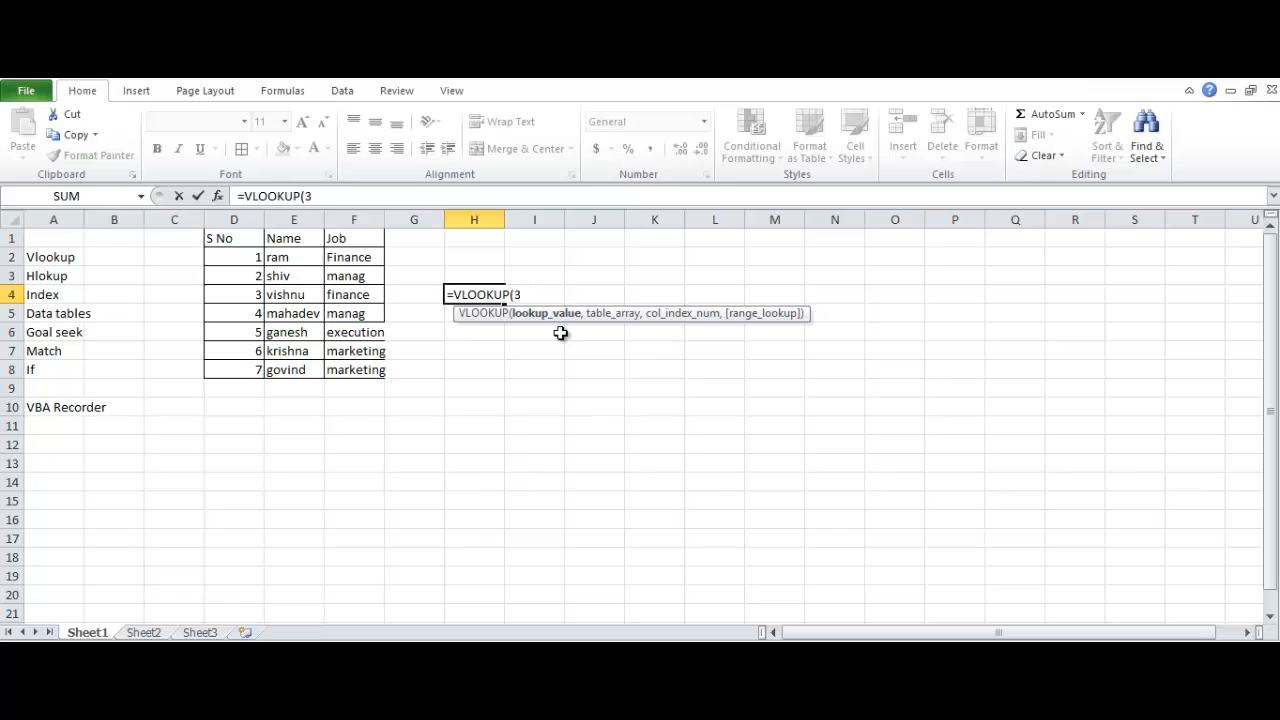 File Home Insert Page Layout Formulas Data Review View
Paste Cut Copy Format Painter Clipboard
11 A A B I U A Font
Wrap Text Merge & Center Alignment
General $ % , .0 .00 .00 .0 Number
Conditional Formatting Format as Table Cell Styles Styles
Insert Delete Format Cells
Σ AutoSum Fill Clear Sort & Filter Find & Select Editing
SUM fx =VLOOKUP(3
A B C D E F G H I J K L M N O P Q R S T U
1 S No Name Job
2 Vlookup 1 ram Finance
3 Hlokup 2 shiv manag
4 Index 3 vishnu finance =VLOOKUP(3
5 Data tables 4 mahadev manag VLOOKUP(lookup_value, table_array, col_index_num, [range_lookup])
6 Goal seek 5 ganesh execution
7 Match 6 krishna marketing
8 If 7 govind marketing
9
10 VBA Recorder
11
12
13
14
15
16
17
18
19
20
21
Sheet1 Sheet2 Sheet3